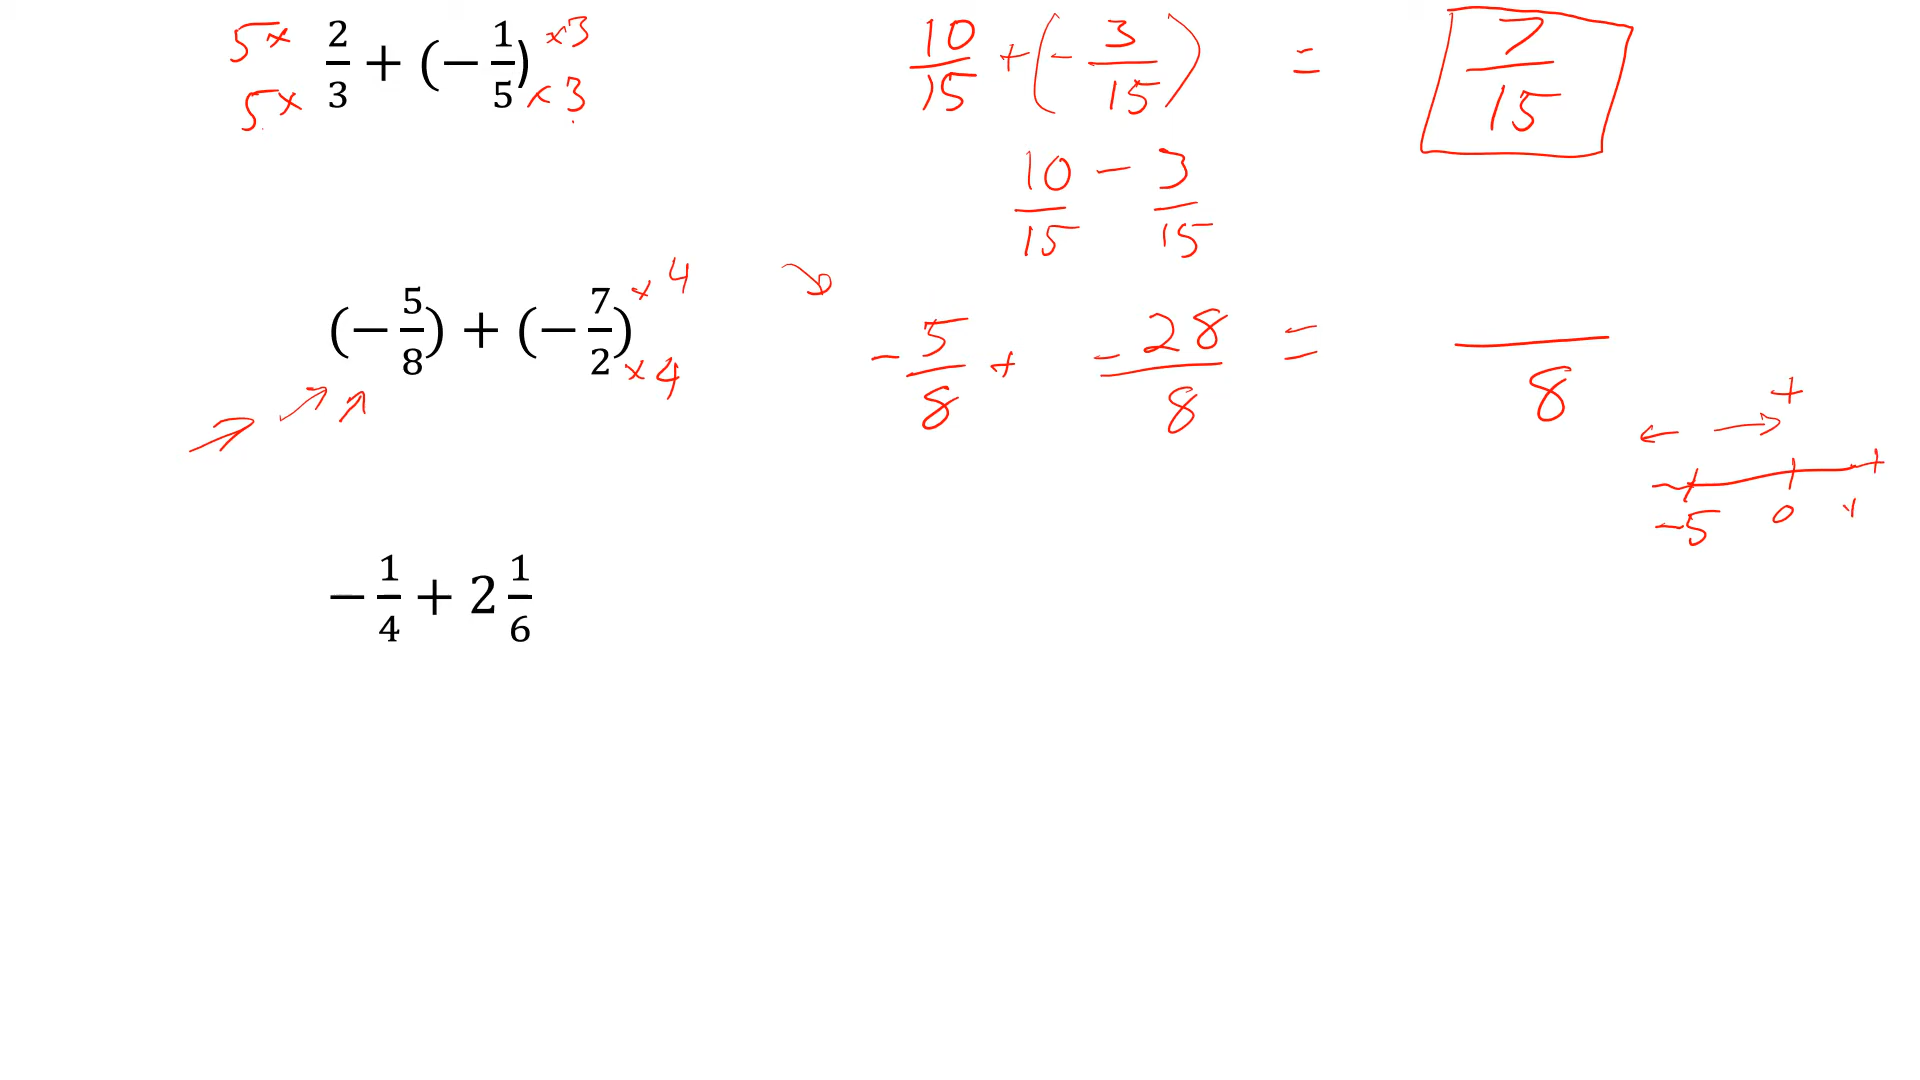 5× 2/3 + (− 1/5) ×3    10/15 + (− 3/15) = 7/15
5× ×3
10/15 − 3/15
(− 5/8) + (− 7/2) ×4    − 5/8 + − 28/8 = /8
×4
+
−5 0 +
− 1/4 + 2 1/6